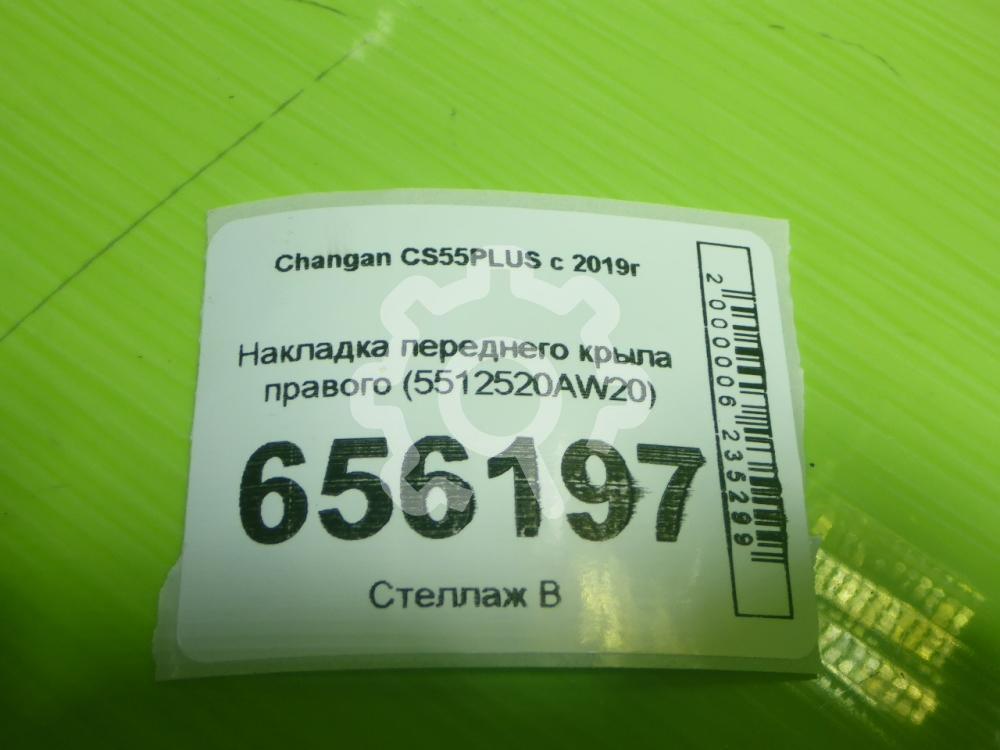 Changan CS55PLUS с 2019г
Накладка переднего крыла
правого (5512520AW20)
656197
Стеллаж В
2000006235299